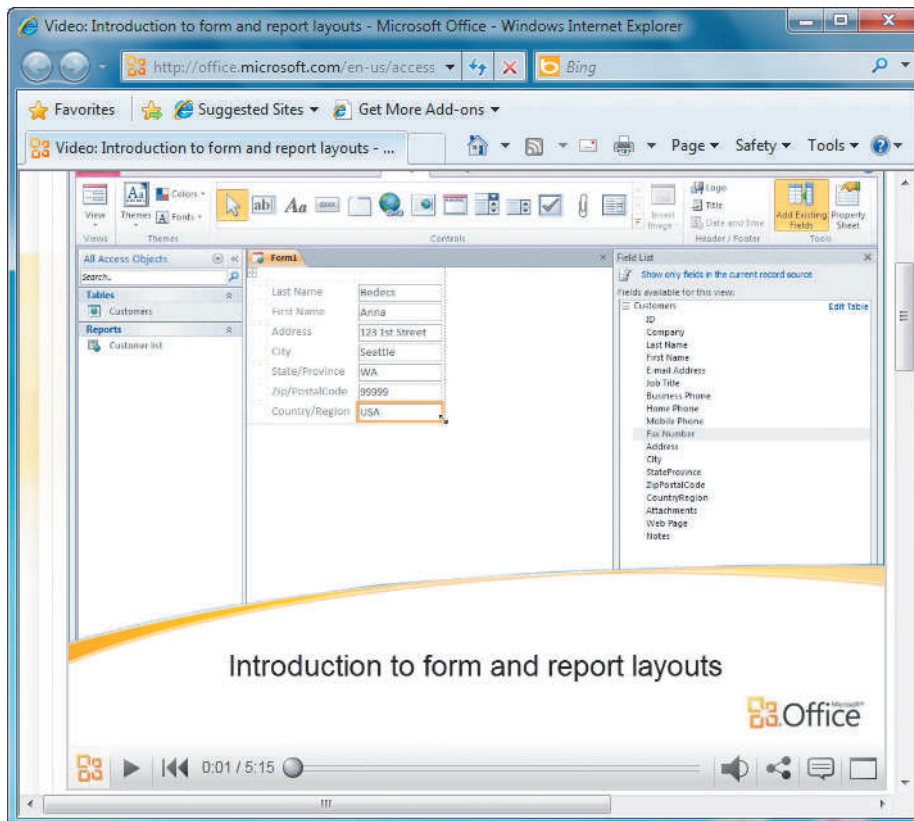 Video: Introduction to form and report layouts - Microsoft Office - Windows Internet Explorer
http://office.microsoft.com/en-us/access
Bing
Favorites Suggested Sites Get More Add-ons
Video: Introduction to form and report layouts - ...
Page Safety Tools
Colors
ab Aa
Logo
Title
View Themes Fonts
Insert Image
Date and Time
Add Existing Fields
Property Sheet
Views Themes Controls Header / Footer Tools
All Access Objects
Search..
Tables
Customers
Reports
Customer list
Form1
Last Name Bedecs
First Name Anna
Address 123 1st Street
City Seattle
State/Province WA
Zip/PostalCode 99999
Country/Region USA
Field List
Show only fields in the current record source
Fields available for this view:
Customers Edit Table
ID
Company
Last Name
First Name
E-mail Address
Job Title
Business Phone
Home Phone
Mobile Phone
Fax Number
Address
City
StateProvince
ZipPostalCode
CountryRegion
Attachments
Web Page
Notes
Introduction to form and report layouts
Microsoft
Office
0:01 / 5:15